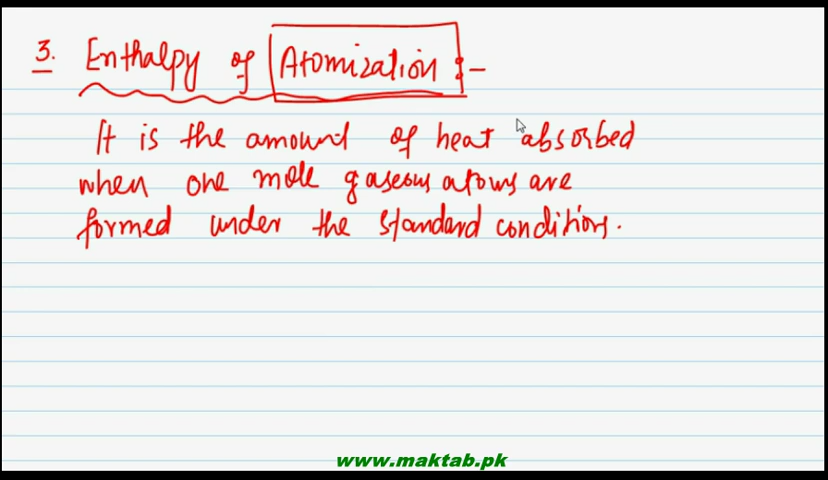 3. Enthalpy of Atomization :-
It is the amount of heat absorbed
when one mole gaseous atoms are
formed under the standard conditions.
www.maktab.pk